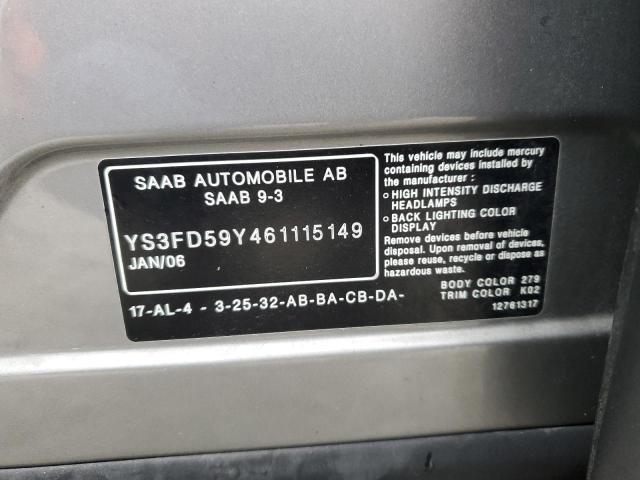 SAAB AUTOMOBILE AB
SAAB 9-3
YS3FD59Y461115149
JAN/06
17-AL-4 - 3-25-32-AB-BA-CB-DA-
This vehicle may include mercury
containing devices installed by
the manufacturer :
o HIGH INTENSITY DISCHARGE
HEADLAMPS
o BACK LIGHTING COLOR
DISPLAY
Remove devices before vehicle
disposal. Upon removal of devices,
please reuse, recycle or dispose as
hazardous waste.
BODY COLOR 279
TRIM COLOR K02
12761317